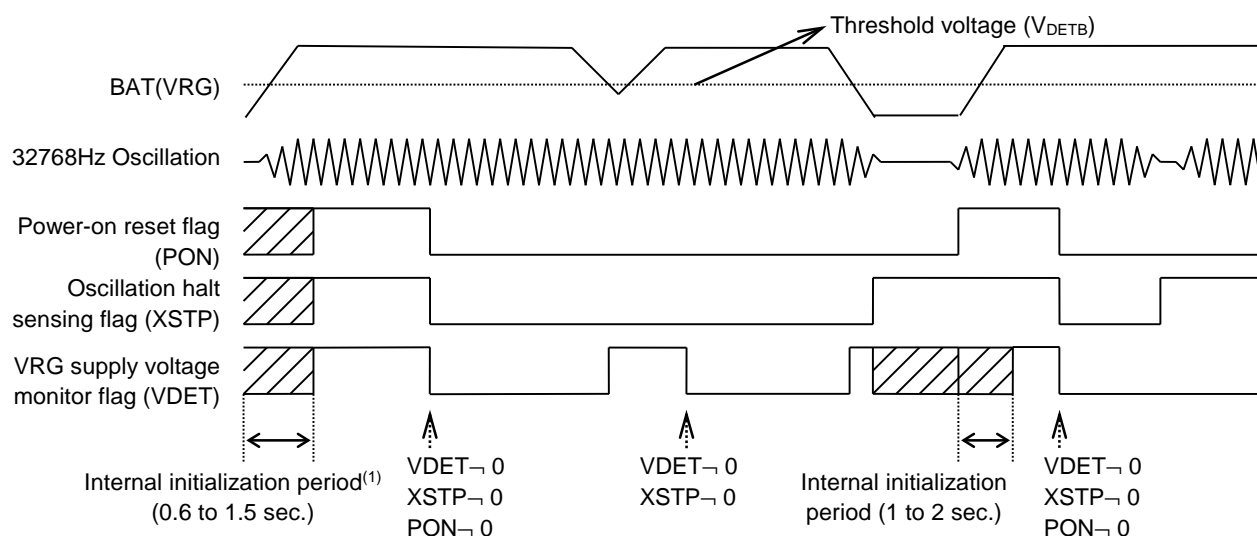 Threshold voltage (VDETB)
BAT(VRG)
32768Hz Oscillation
Power-on reset flag
(PON)
Oscillation halt
sensing flag (XSTP)
VRG supply voltage
monitor flag (VDET)
Internal initialization period(1)
(0.6 to 1.5 sec.)
VDET¬ 0
XSTP¬ 0
PON¬ 0
VDET¬ 0
XSTP¬ 0
Internal initialization
period (1 to 2 sec.)
VDET¬ 0
XSTP¬ 0
PON¬ 0